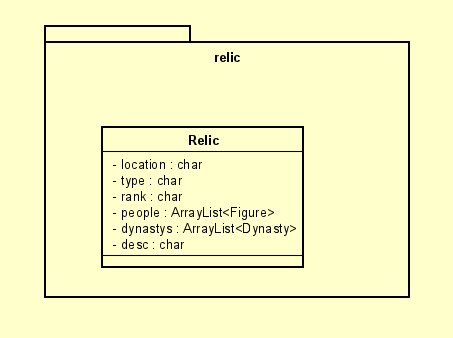 relic
Relic
- location : char
- type : char
- rank : char
- people : ArrayList<Figure>
- dynastys : ArrayList<Dynasty>
- desc : char